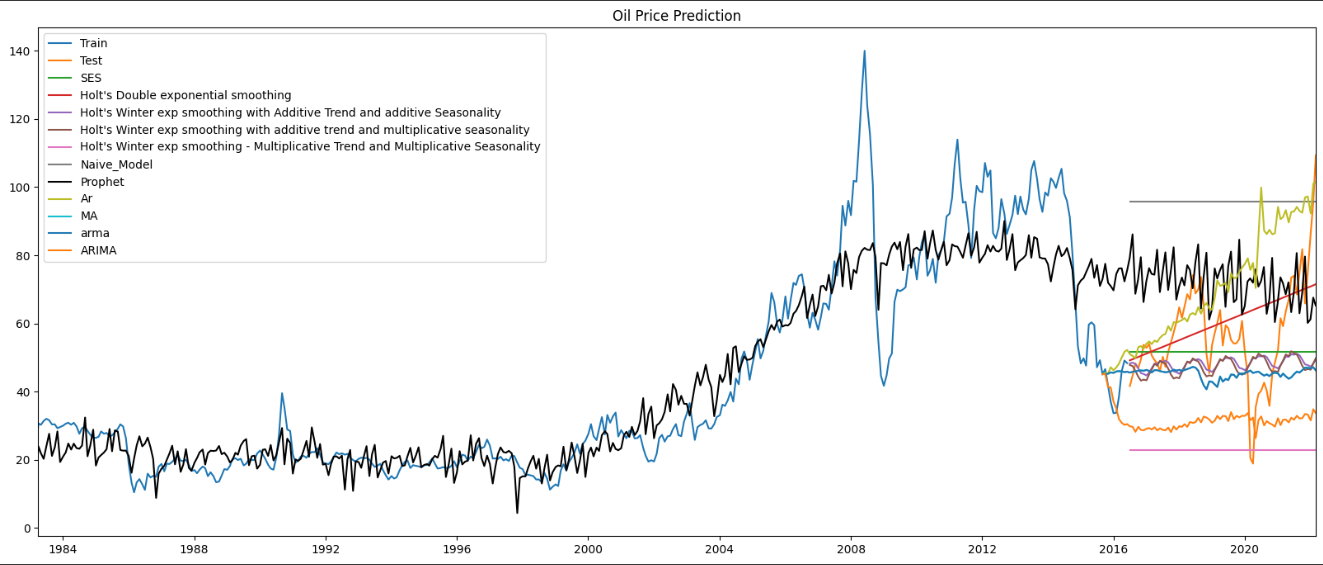 Oil Price Prediction
140
120
100
80
60
40
20
0
Train
Test
SES
Holt's Double exponential smoothing
Holt's Winter exp smoothing with Additive Trend and additive Seasonality
Holt's Winter exp smoothing with additive trend and multiplicative seasonality
Holt's Winter exp smoothing - Multiplicative Trend and Multiplicative Seasonality
Naive_Model
Prophet
Ar
MA
arma
ARIMA
1984 1988 1992 1996 2000 2004 2008 2012 2016 2020